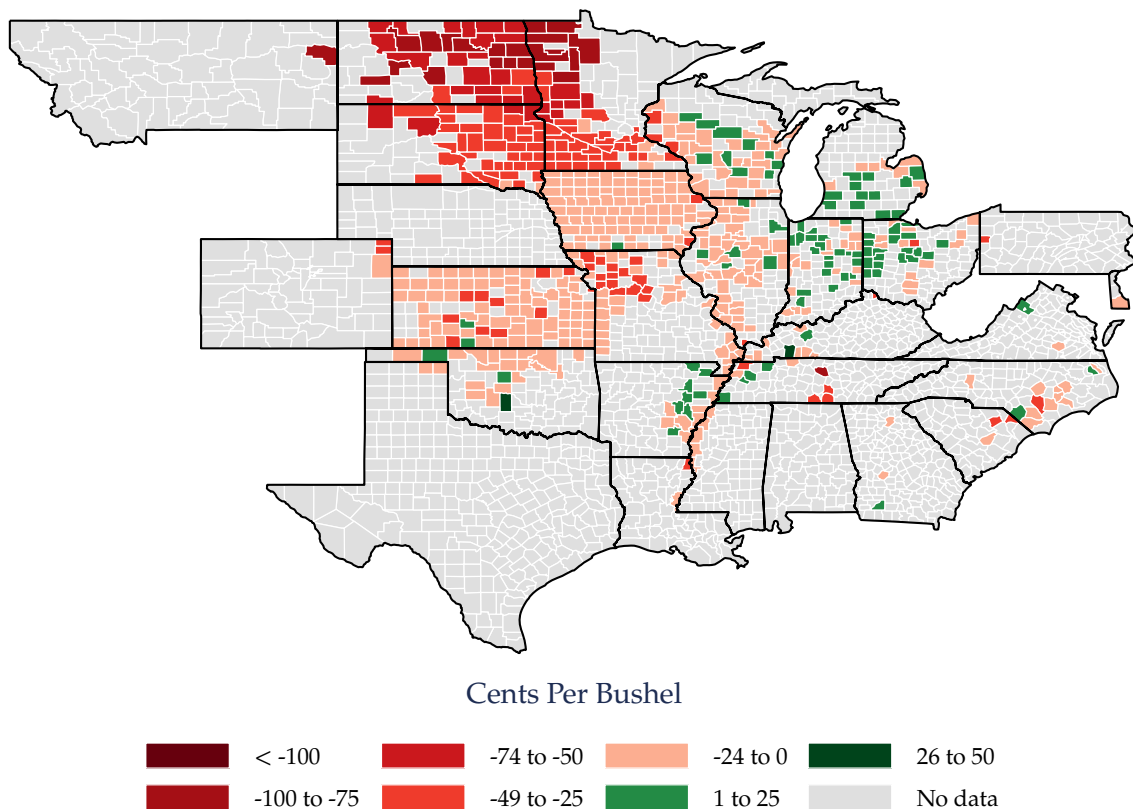 Cents Per Bushel
< -100
-74 to -50
-24 to 0
26 to 50
-100 to -75
-49 to -25
1 to 25
No data